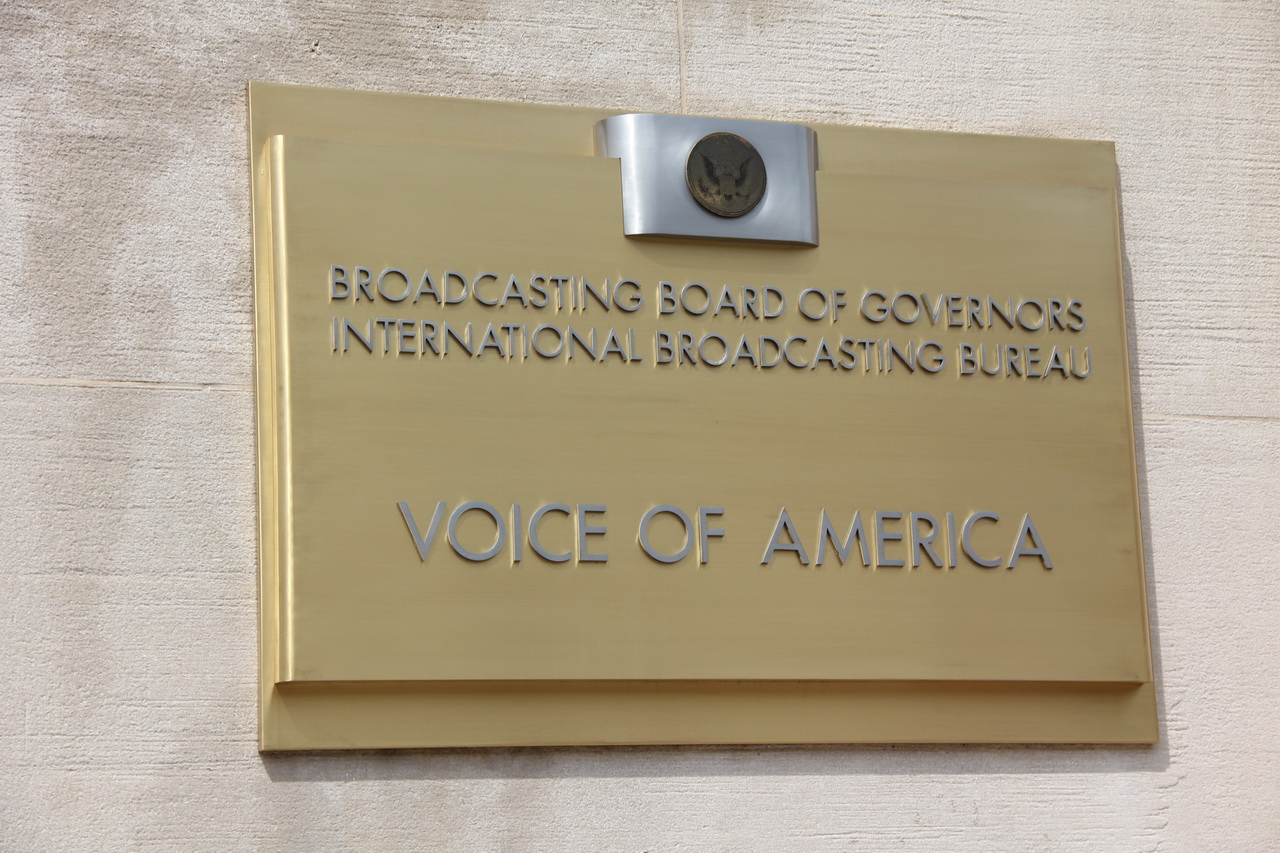 BROADCASTING BOARD OF GOVERNORS
INTERNATIONAL BROADCASTING BUREAU
VOICE OF AMERICA